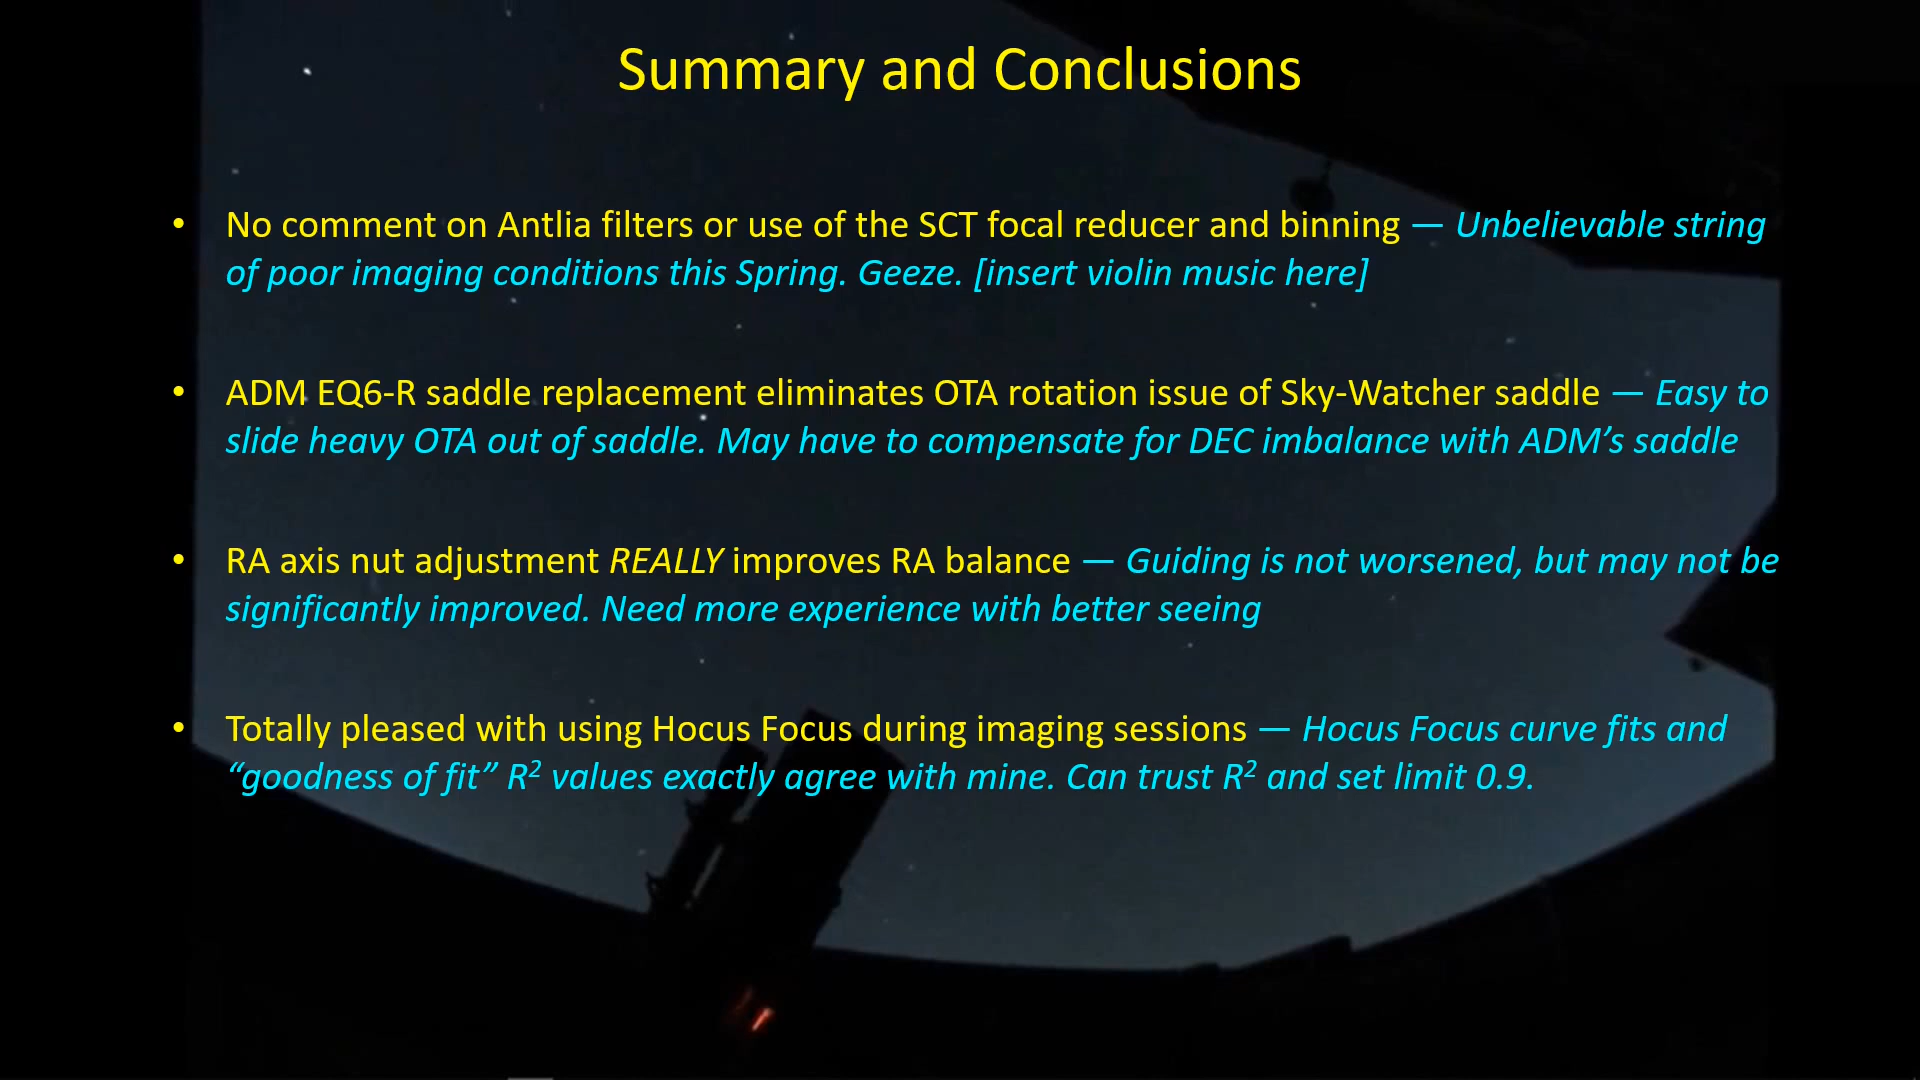 Summary and Conclusions
• No comment on Antlia filters or use of the SCT focal reducer and binning — Unbelievable string
of poor imaging conditions this Spring. Geeze. [insert violin music here]
• ADM EQ6-R saddle replacement eliminates OTA rotation issue of Sky-Watcher saddle — Easy to
slide heavy OTA out of saddle. May have to compensate for DEC imbalance with ADM’s saddle
• RA axis nut adjustment REALLY improves RA balance — Guiding is not worsened, but may not be
significantly improved. Need more experience with better seeing
• Totally pleased with using Hocus Focus during imaging sessions — Hocus Focus curve fits and
“goodness of fit” R² values exactly agree with mine. Can trust R² and set limit 0.9.